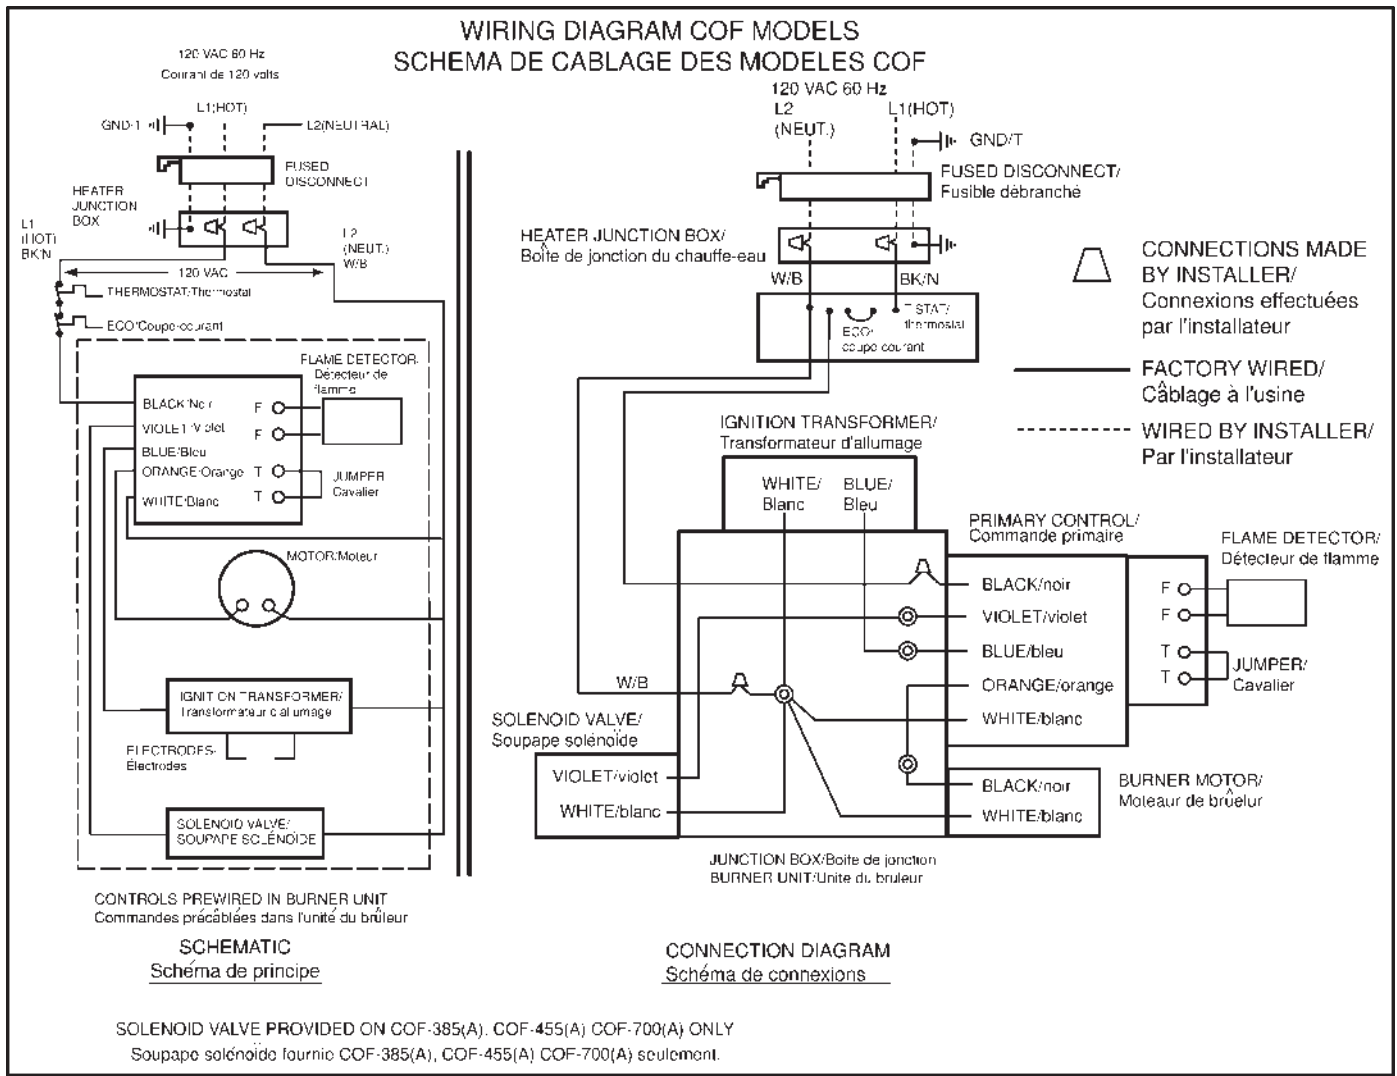 WIRING DIAGRAM COF MODELS
SCHEMA DE CABLAGE DES MODELES COF
120 VAC 60 Hz
Courant de 120 volts
L1(HOT)
GND-T
L2(NEUTRAL)
FUSED
DISCONNECT
HEATER
JUNCTION
BOX
L1
(HOT)
BK/N
L2
(NEUT.)
W/B
120 VAC
THERMOSTAT/Thermostat
ECO/Coupe-courant
FLAME DETECTOR-
Détecteur de
flamme
BLACK/Noir
F
VIOLET/Violet
F
BLUE/Bleu
ORANGE/Orange
T
JUMPER
Cavalier
WHITE/Blanc
T
MOTOR/Moteur
IGNITION TRANSFORMER/
Transformateur d'allumage
ELECTRODES-
Électrodes
SOLENOID VALVE/
SOUPAPE SOLÉNOÏDE
CONTROLS PREWIRED IN BURNER UNIT
Commandes précâblées dans l'unité du brûleur
SCHEMATIC
Schéma de principe
120 VAC 60 Hz
L2
(NEUT.)
L1(HOT)
GND/T
FUSED DISCONNECT/
Fusible débranché
HEATER JUNCTION BOX/
Boîte de jonction du chauffe-eau
W/B
BK/N
T'STAT/
thermostat
ECO/
coupe courant
CONNECTIONS MADE
BY INSTALLER/
Connexions effectuées
par l'installateur
FACTORY WIRED/
Câblage à l'usine
WIRED BY INSTALLER/
Par l'installateur
IGNITION TRANSFORMER/
Transformateur d'allumage
WHITE/
Blanc
BLUE/
Bleu
PRIMARY CONTROL/
Commande primaire
FLAME DETECTOR/
Détecteur de flamme
BLACK/noir
VIOLET/violet
BLUE/bleu
ORANGE/orange
WHITE/blanc
F
F
T
T
JUMPER/
Cavalier
W/B
SOLENOID VALVE/
Soupape solénoïde
VIOLET/violet
WHITE/blanc
BLACK/noir
WHITE/blanc
BURNER MOTOR/
Moteaur de brûelur
JUNCTION BOX/Boite de jonction
BURNER UNIT/Unite du bruleur
CONNECTION DIAGRAM
Schéma de connexions
SOLENOID VALVE PROVIDED ON COF-385(A). COF-455(A) COF-700(A) ONLY
Soupape solénoïde fournie COF-385(A), COF-455(A) COF-700(A) seulement.